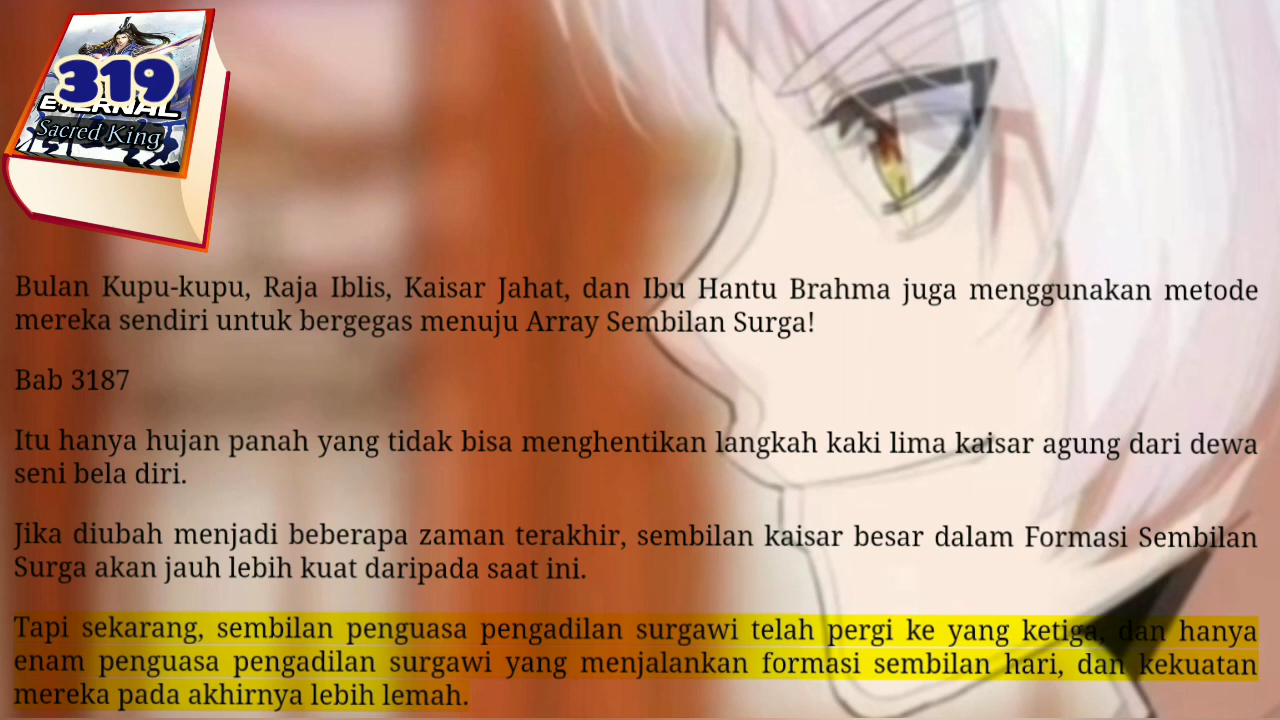 319
ETERNAL
Sacred King
Bulan Kupu-kupu, Raja Iblis, Kaisar Jahat, dan Ibu Hantu Brahma juga menggunakan metode
mereka sendiri untuk bergegas menuju Array Sembilan Surga!
Bab 3187
Itu hanya hujan panah yang tidak bisa menghentikan langkah kaki lima kaisar agung dari dewa
seni bela diri.
Jika diubah menjadi beberapa zaman terakhir, sembilan kaisar besar dalam Formasi Sembilan
Surga akan jauh lebih kuat daripada saat ini.
Tapi sekarang, sembilan penguasa pengadilan surgawi telah pergi ke yang ketiga, dan hanya
enam penguasa pengadilan surgawi yang menjalankan formasi sembilan hari, dan kekuatan
mereka pada akhirnya lebih lemah.